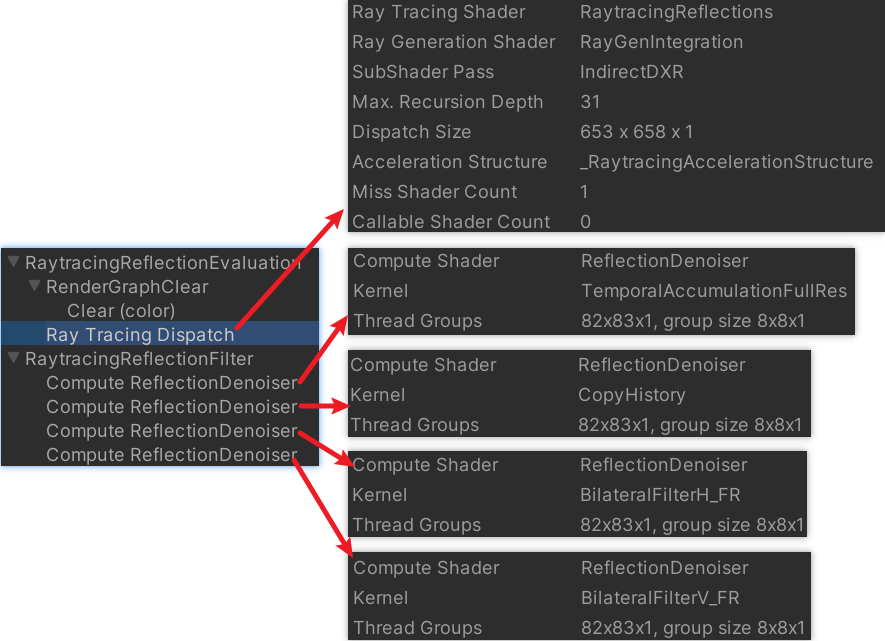 Ray Tracing Shader RaytracingReflections
Ray Generation Shader RayGenIntegration
SubShader Pass IndirectDXR
Max. Recursion Depth 31
Dispatch Size 653 x 658 x 1
Acceleration Structure _RaytracingAccelerationStructure
Miss Shader Count 1
Callable Shader Count 0
RaytracingReflectionEvaluation
RenderGraphClear
Clear (color)
Ray Tracing Dispatch
RaytracingReflectionFilter
Compute ReflectionDenoiser
Compute ReflectionDenoiser
Compute ReflectionDenoiser
Compute ReflectionDenoiser
Compute Shader ReflectionDenoiser
Kernel TemporalAccumulationFullRes
Thread Groups 82x83x1, group size 8x8x1
Compute Shader ReflectionDenoiser
Kernel CopyHistory
Thread Groups 82x83x1, group size 8x8x1
Compute Shader ReflectionDenoiser
Kernel BilateralFilterH_FR
Thread Groups 82x83x1, group size 8x8x1
Compute Shader ReflectionDenoiser
Kernel BilateralFilterV_FR
Thread Groups 82x83x1, group size 8x8x1